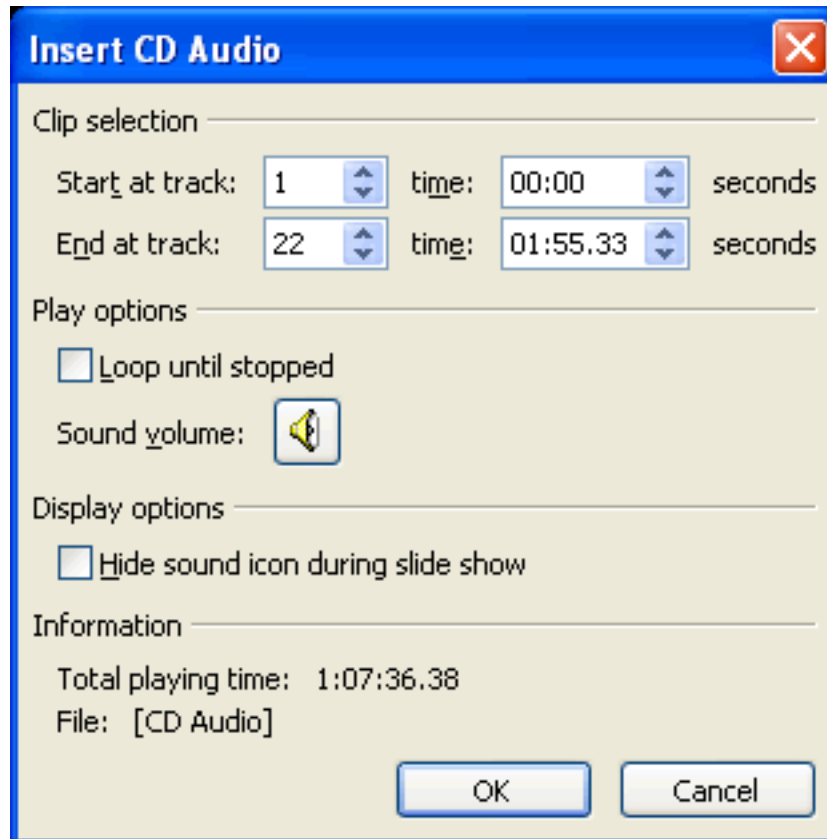 Insert CD Audio
Clip selection
Start at track: 1 time: 00:00 seconds
End at track: 22 time: 01:55.33 seconds
Play options
Loop until stopped
Sound volume:
Display options
Hide sound icon during slide show
Information
Total playing time: 1:07:36.38
File: [CD Audio]
OK Cancel